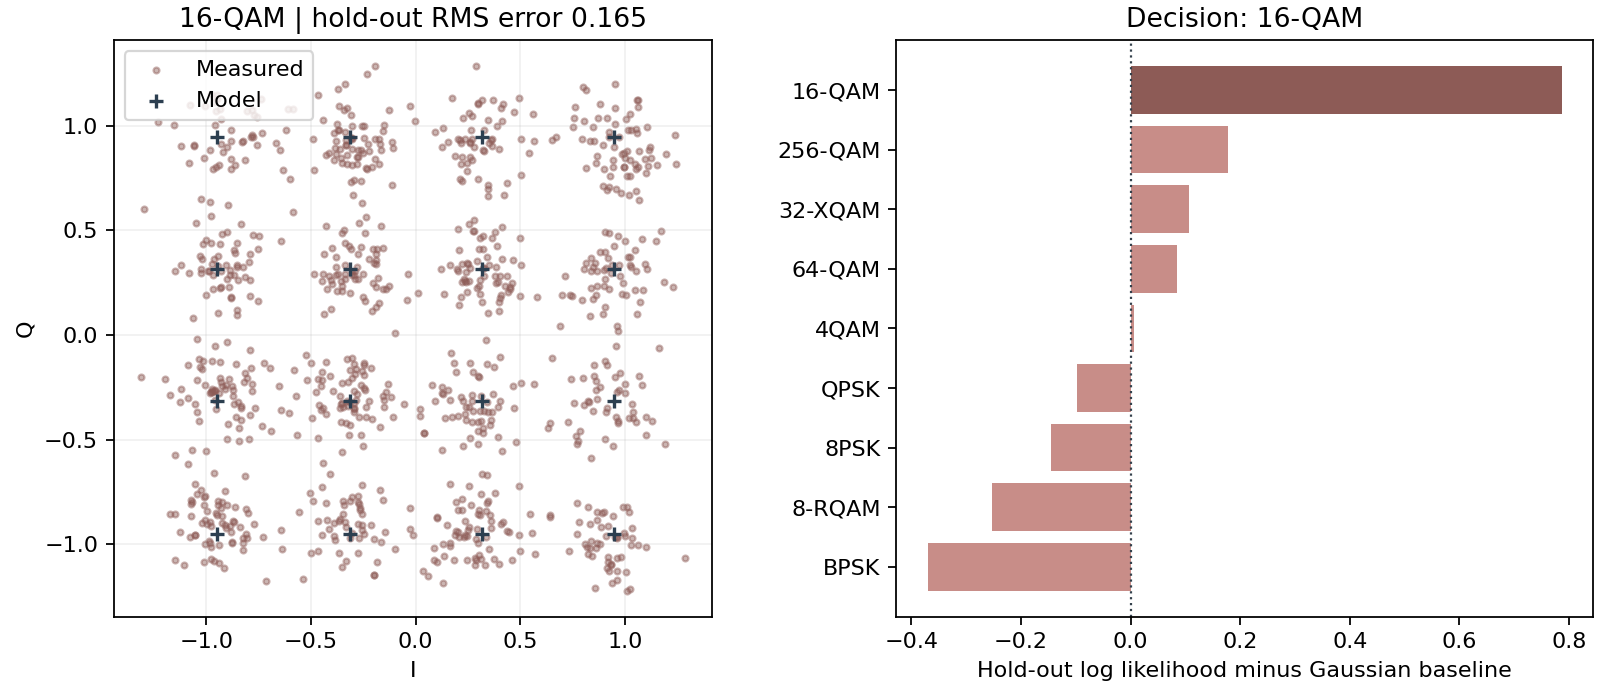 16-QAM | hold-out RMS error 0.165
Measured
Model
1.0
0.5
0.0
−0.5
−1.0
Q
−1.0
−0.5
0.0
0.5
1.0
I
Decision: 16-QAM
16-QAM
256-QAM
32-XQAM
64-QAM
4QAM
QPSK
8PSK
8-RQAM
BPSK
−0.4
−0.2
0.0
0.2
0.4
0.6
0.8
Hold-out log likelihood minus Gaussian baseline